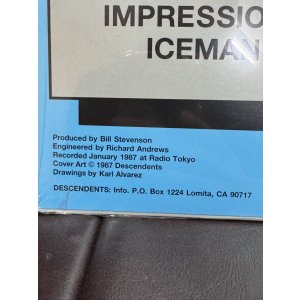 IMPRESSIO
ICEMAN
Produced by Bill Stevenson
Engineered by Richard Andrews
Recorded January 1987 at Radio Tokyo
Cover Art © 1987 Descendents
Drawings by Karl Alvarez
DESCENDENTS: Info. P.O. Box 1224 Lomita, CA 90717